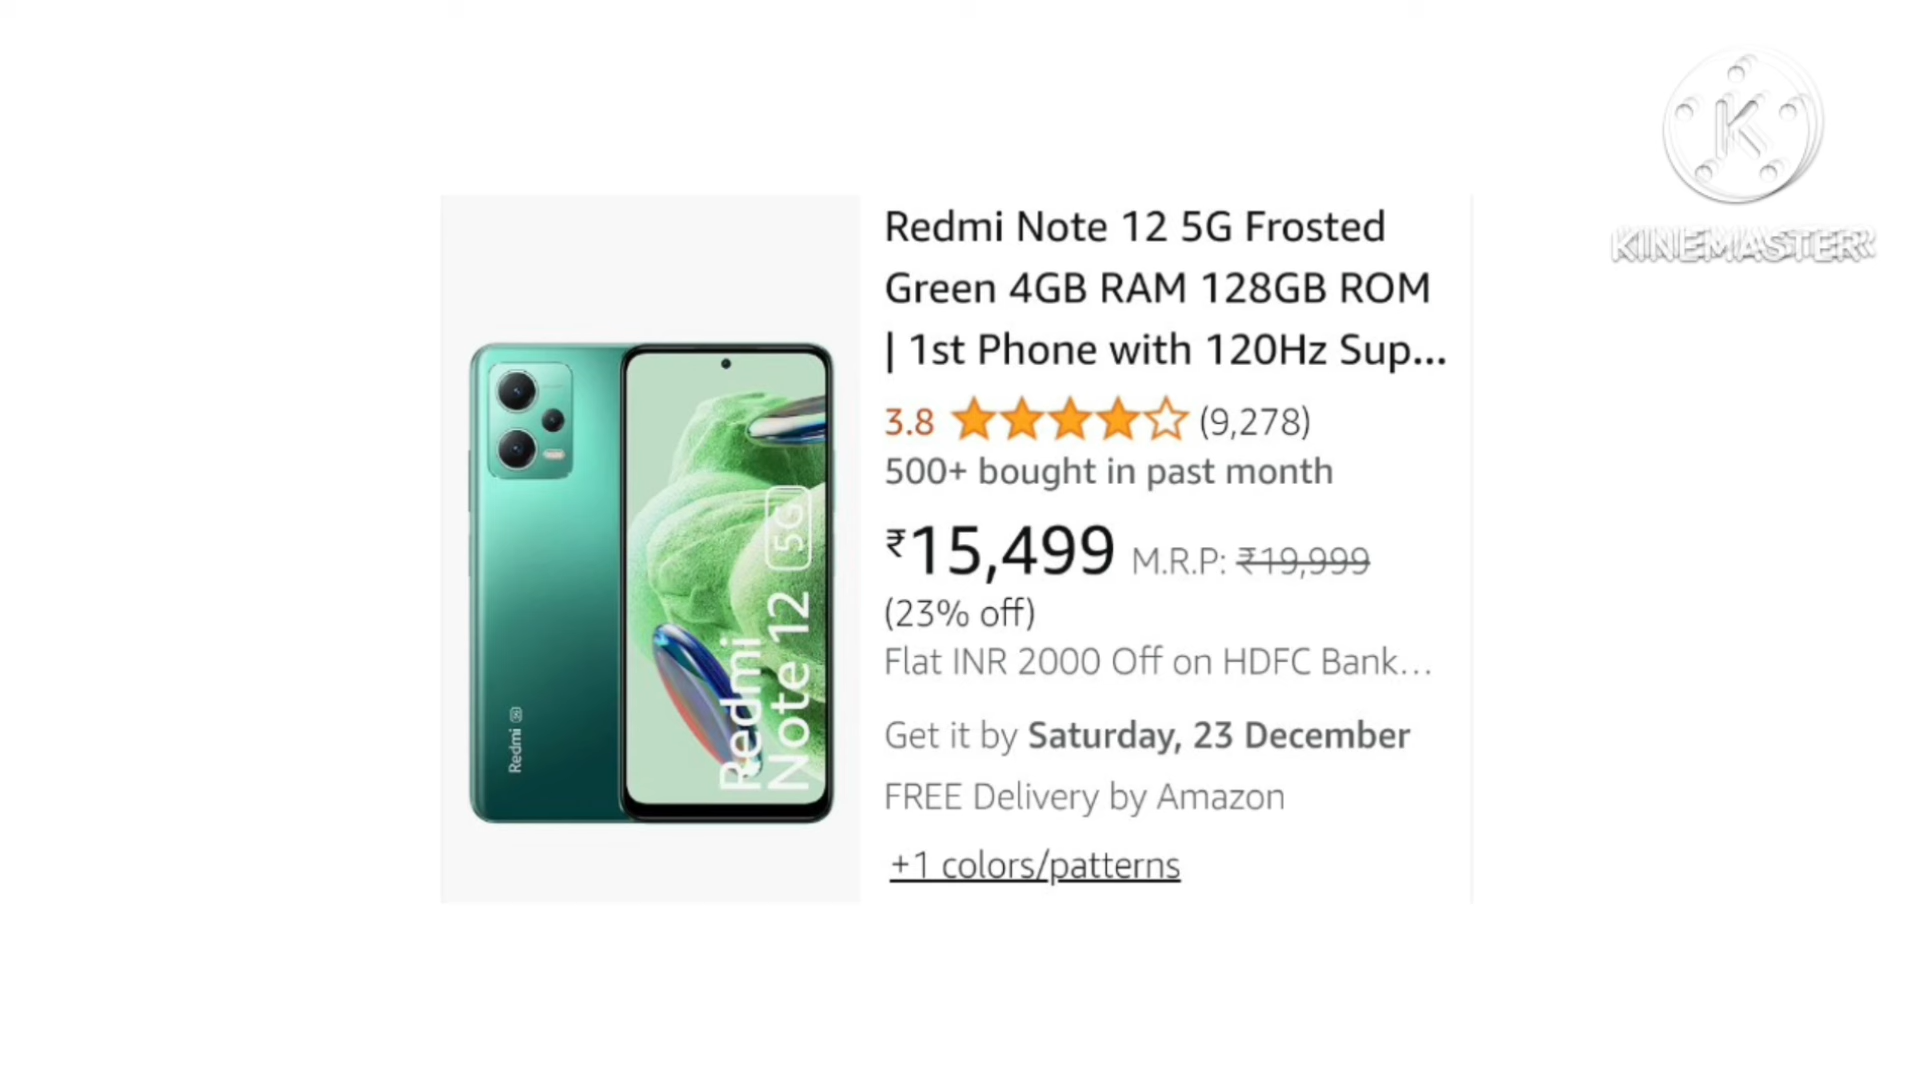 Redmi Note 12 5G Frosted
Green 4GB RAM 128GB ROM
| 1st Phone with 120Hz Sup...
3.8 (9,278)
500+ bought in past month
₹15,499 M.R.P: ₹19,999
(23% off)
Flat INR 2000 Off on HDFC Bank...
Get it by Saturday, 23 December
FREE Delivery by Amazon
+1 colors/patterns
Redmi 5G
Redmi
Note 12 5G
K
KINEMASTER